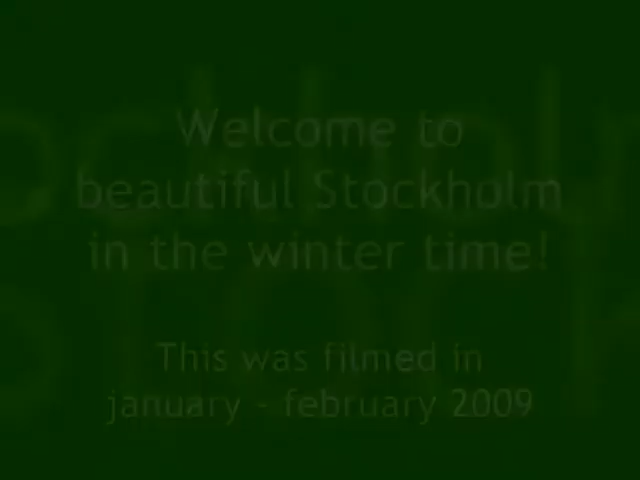 Welcome to
beautiful Stockholm
in the winter time!
This was filmed in
january - february 2009